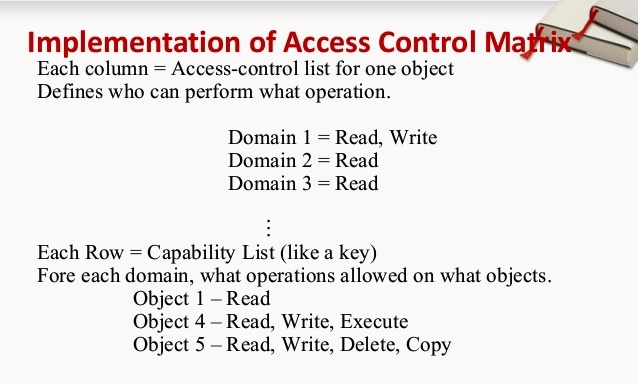 Implementation of Access Control Matrix
Each column = Access-control list for one object
Defines who can perform what operation.
Domain 1 = Read, Write
Domain 2 = Read
Domain 3 = Read
⋮
Each Row = Capability List (like a key)
Fore each domain, what operations allowed on what objects.
Object 1 – Read
Object 4 – Read, Write, Execute
Object 5 – Read, Write, Delete, Copy